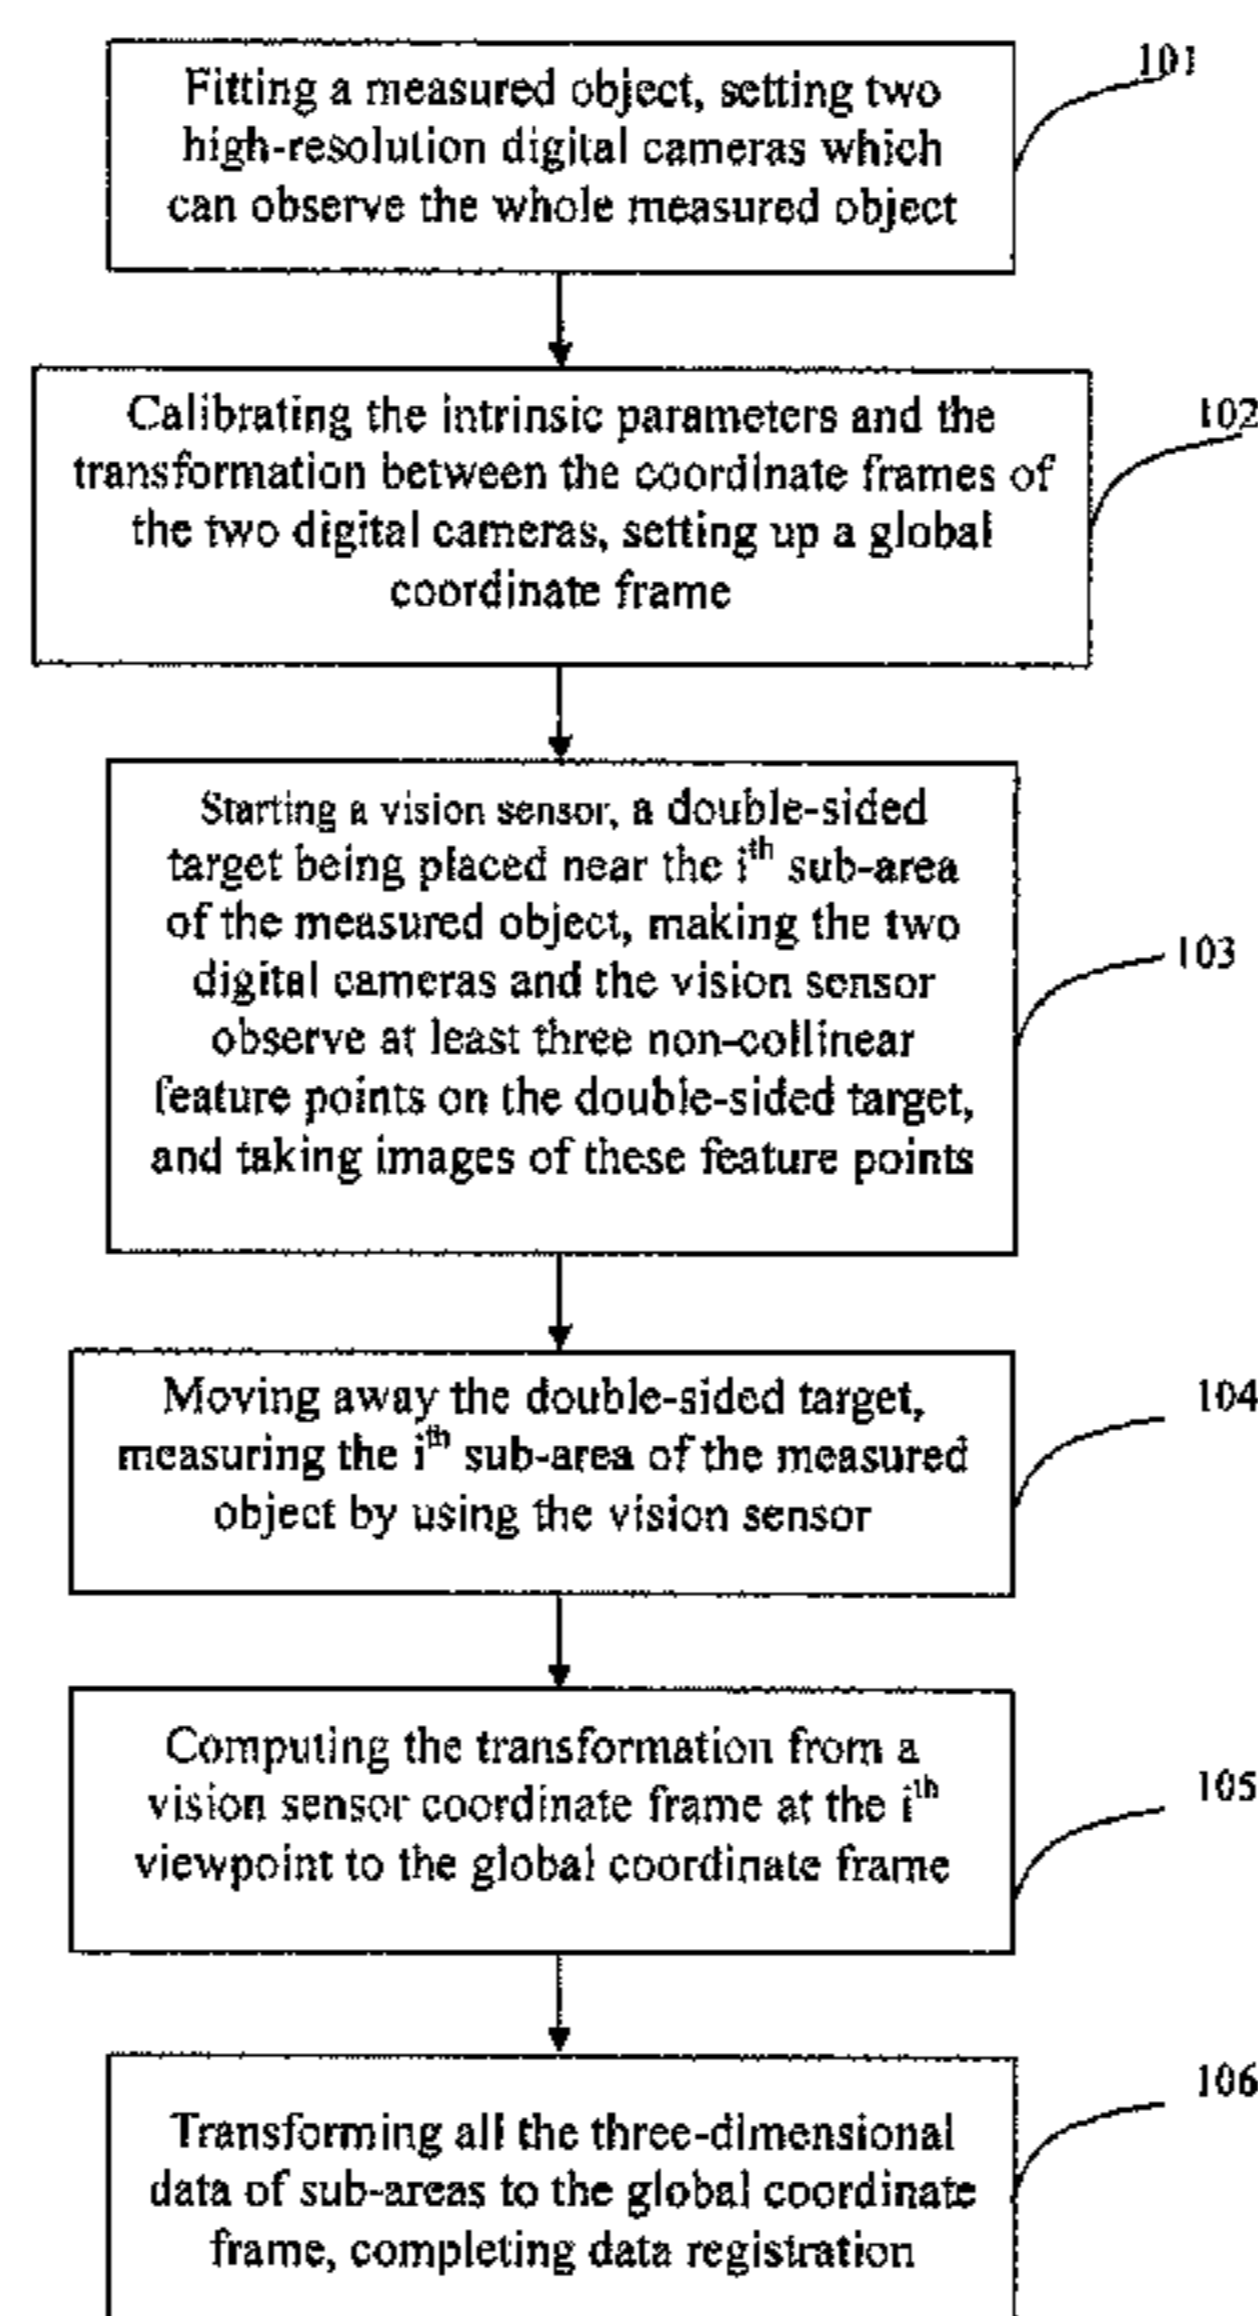 Fitting a measured object, setting two
high-resolution digital cameras which
can observe the whole measured object
101
Calibrating the intrinsic parameters and the
transformation between the coordinate frames of
the two digital cameras, setting up a global
coordinate frame
102
Starting a vision sensor, a double-sided
target being placed near the iᵗʰ sub-area
of the measured object, making the two
digital cameras and the vision sensor
observe at least three non-collinear
feature points on the double-sided target,
and taking images of these feature points
103
Moving away the double-sided target,
measuring the iᵗʰ sub-area of the measured
object by using the vision sensor
104
Computing the transformation from a
vision sensor coordinate frame at the iᵗʰ
viewpoint to the global coordinate frame
105
Transforming all the three-dimensional
data of sub-areas to the global coordinate
frame, completing data registration
106